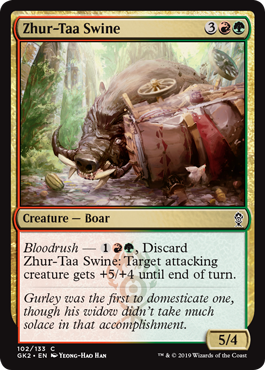 Zhur-Taa Swine 3
Creature — Boar
Bloodrush — 1, Discard
Zhur-Taa Swine: Target attacking
creature gets +5/+4 until end of turn.
Gurley was the first to domesticate one,
though his widow didn't take much
solace in that accomplishment.
5/4
102/133 C
GK2 • EN Yeong-Hao Han
™ & © 2019 Wizards of the Coast